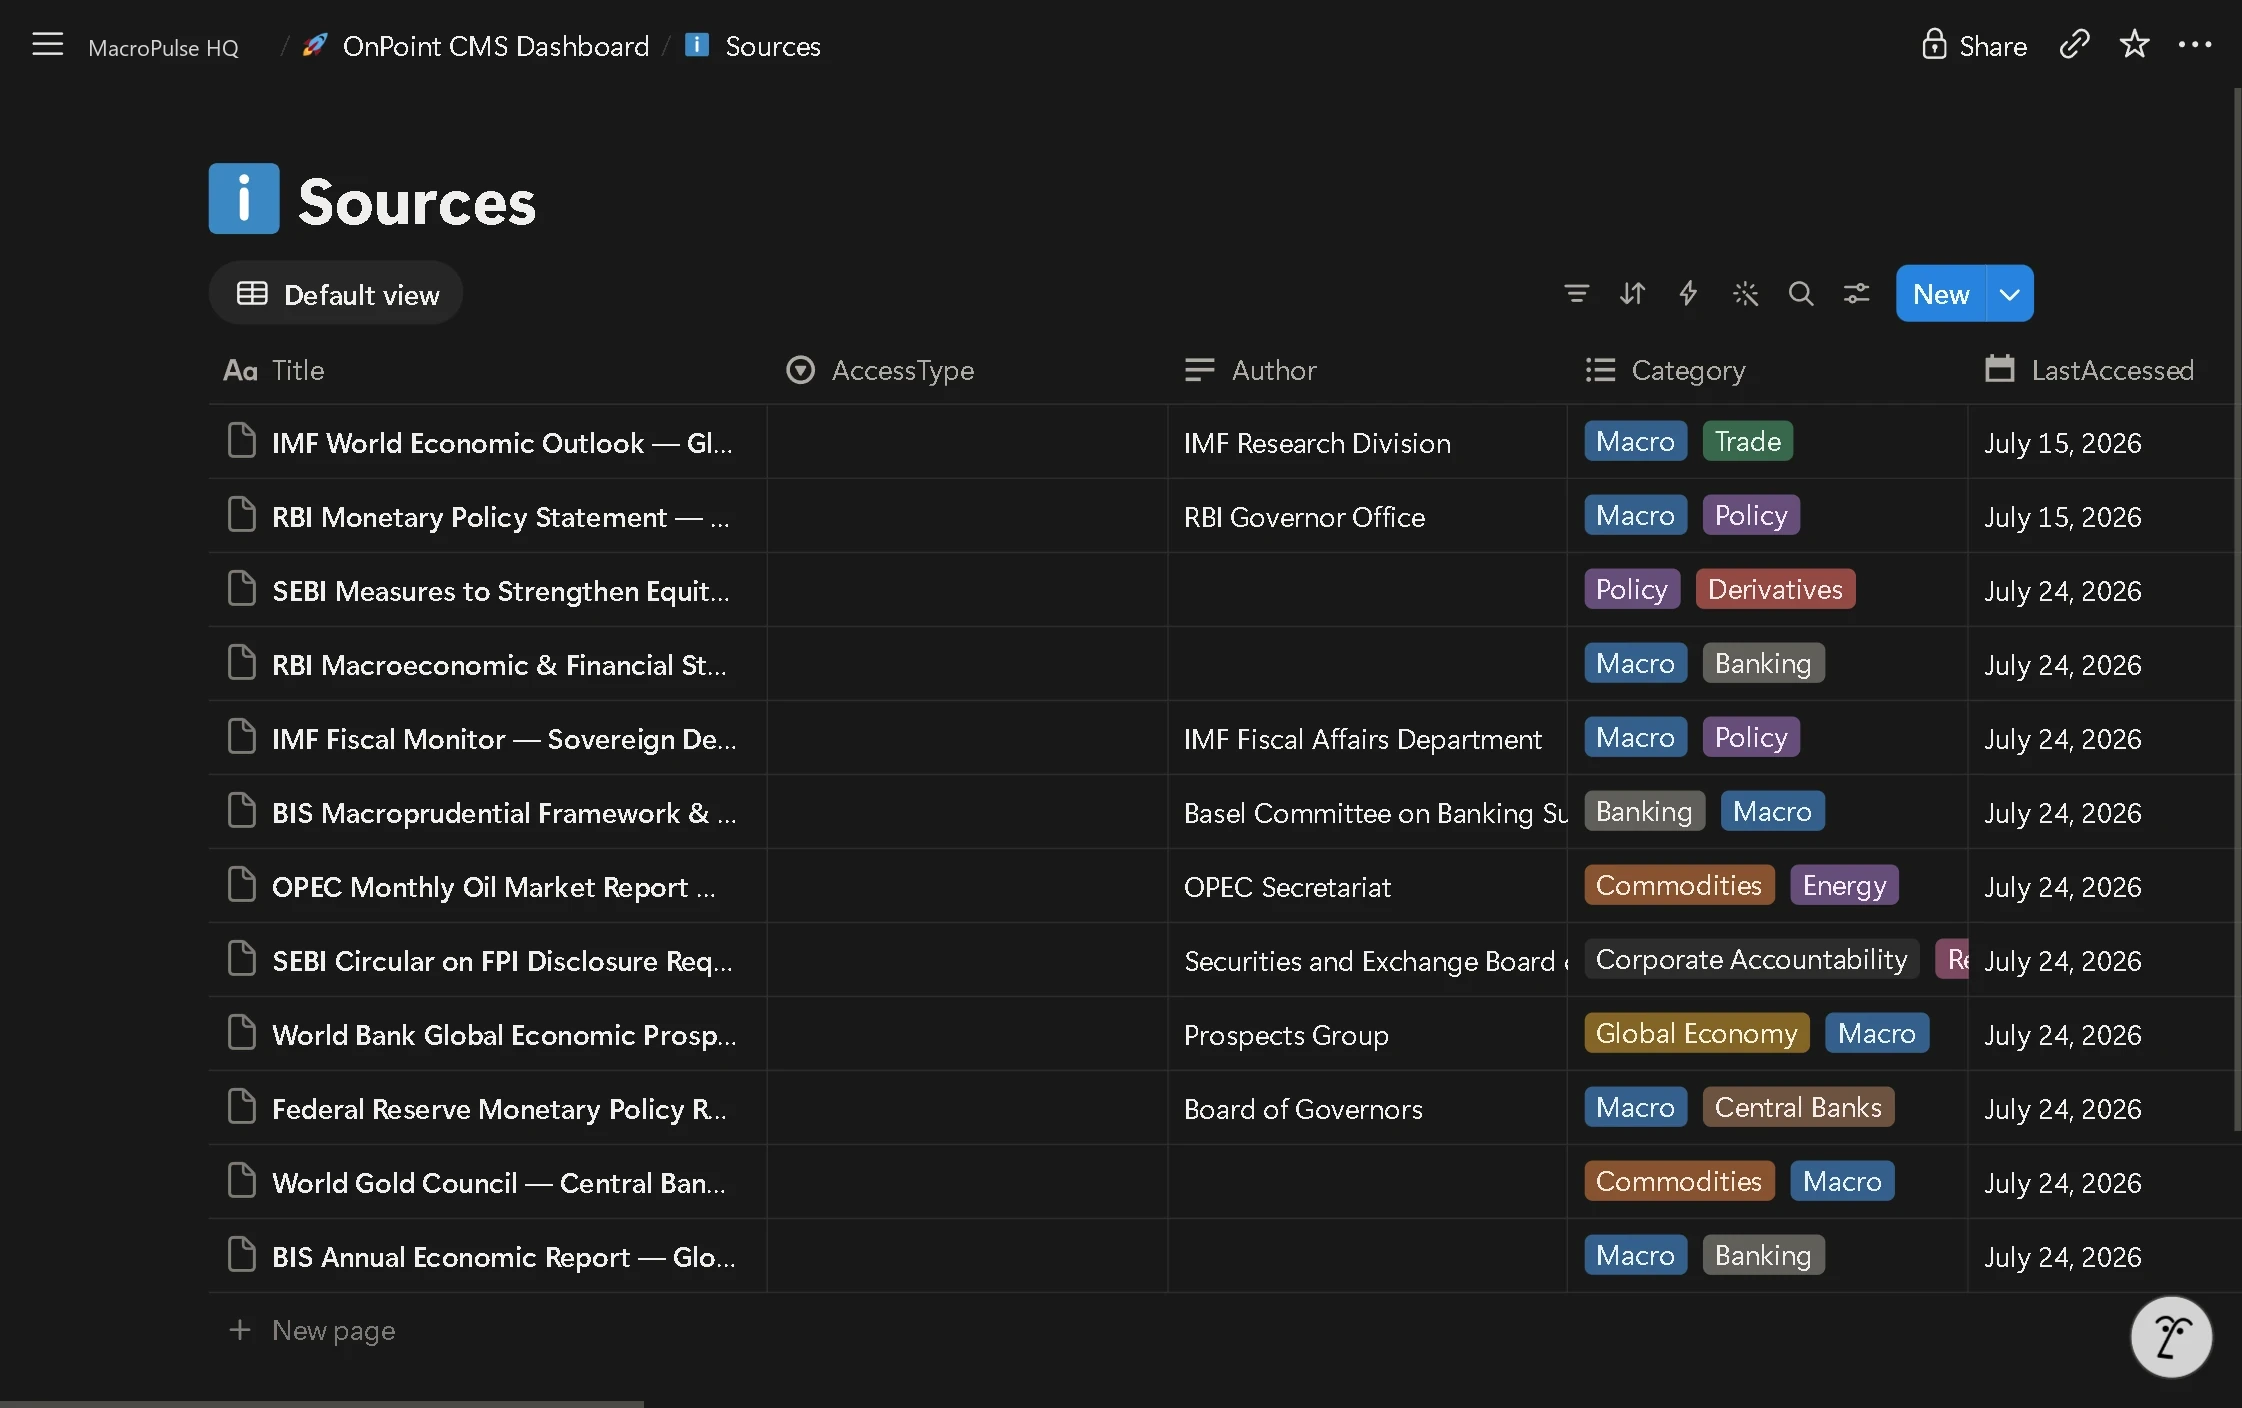 MacroPulse HQ / OnPoint CMS Dashboard / Sources Share
Sources
Default view New
Title AccessType Author Category LastAccessed
IMF World Economic Outlook — Gl... IMF Research Division Macro Trade July 15, 2026
RBI Monetary Policy Statement — ... RBI Governor Office Macro Policy July 15, 2026
SEBI Measures to Strengthen Equit... Policy Derivatives July 24, 2026
RBI Macroeconomic & Financial St... Macro Banking July 24, 2026
IMF Fiscal Monitor — Sovereign De... IMF Fiscal Affairs Department Macro Policy July 24, 2026
BIS Macroprudential Framework & ... Basel Committee on Banking Su Banking Macro July 24, 2026
OPEC Monthly Oil Market Report ... OPEC Secretariat Commodities Energy July 24, 2026
SEBI Circular on FPI Disclosure Req... Securities and Exchange Board Corporate Accountability Re July 24, 2026
World Bank Global Economic Prosp... Prospects Group Global Economy Macro July 24, 2026
Federal Reserve Monetary Policy R... Board of Governors Macro Central Banks July 24, 2026
World Gold Council — Central Ban... Commodities Macro July 24, 2026
BIS Annual Economic Report — Glo... Macro Banking July 24, 2026
+ New page